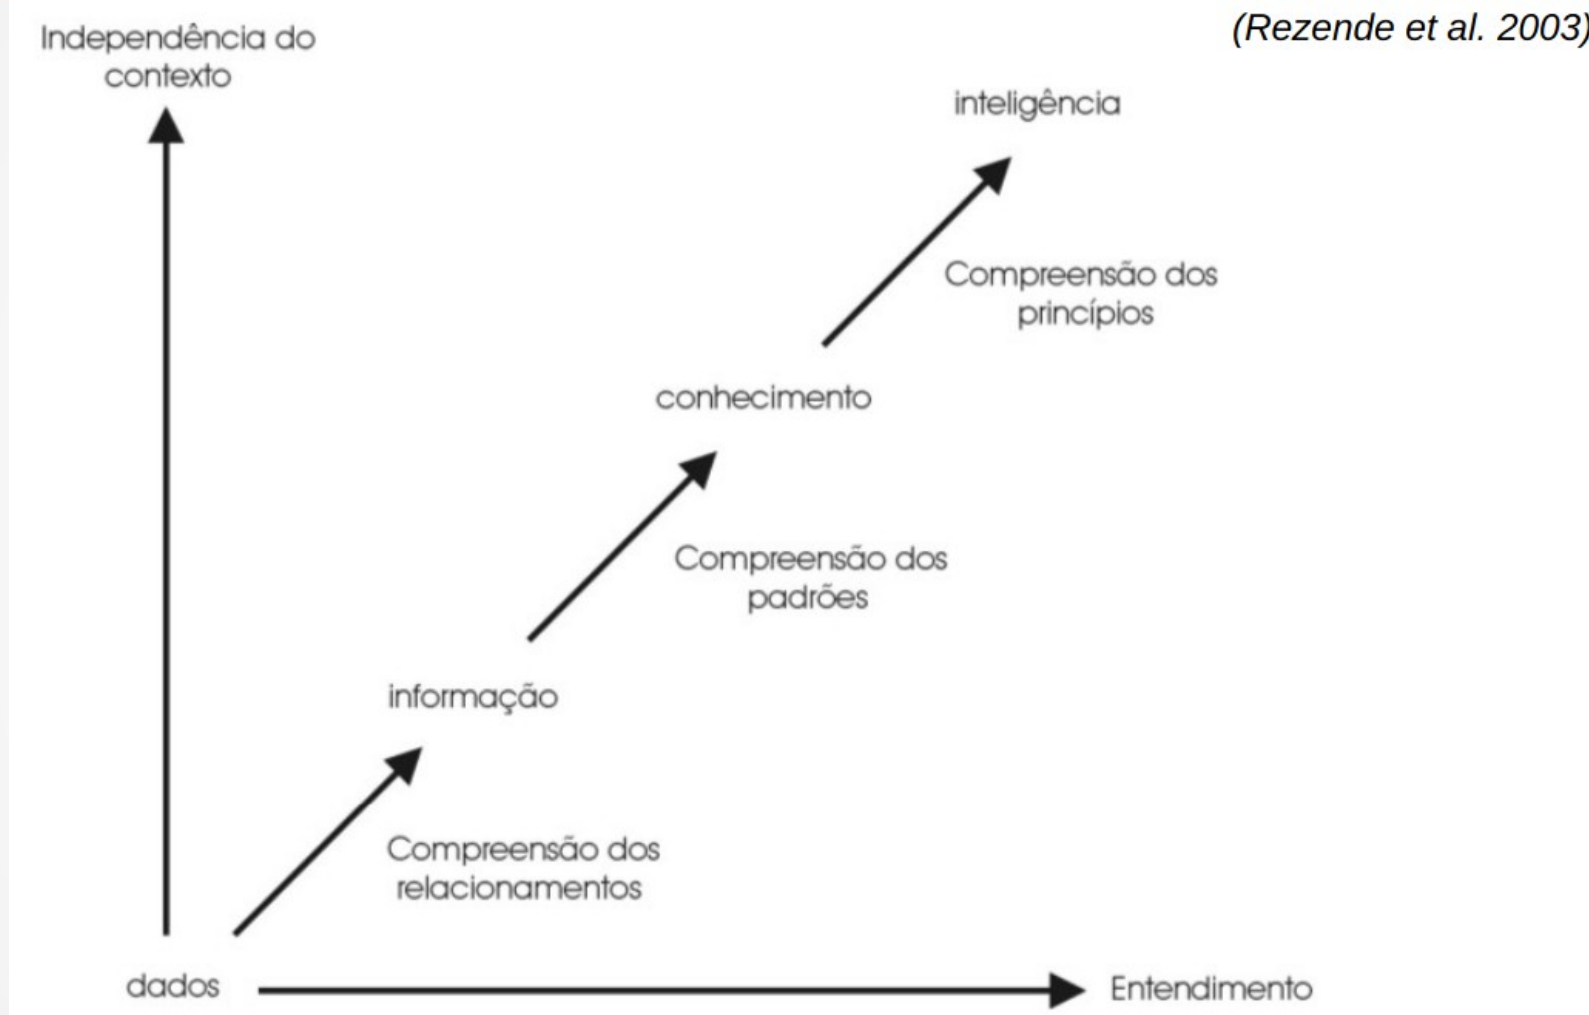 (Rezende et al. 2003)
Independência do
contexto
inteligência
Compreensão dos
princípios
conhecimento
Compreensão dos
padrões
informação
Compreensão dos
relacionamentos
dados
Entendimento